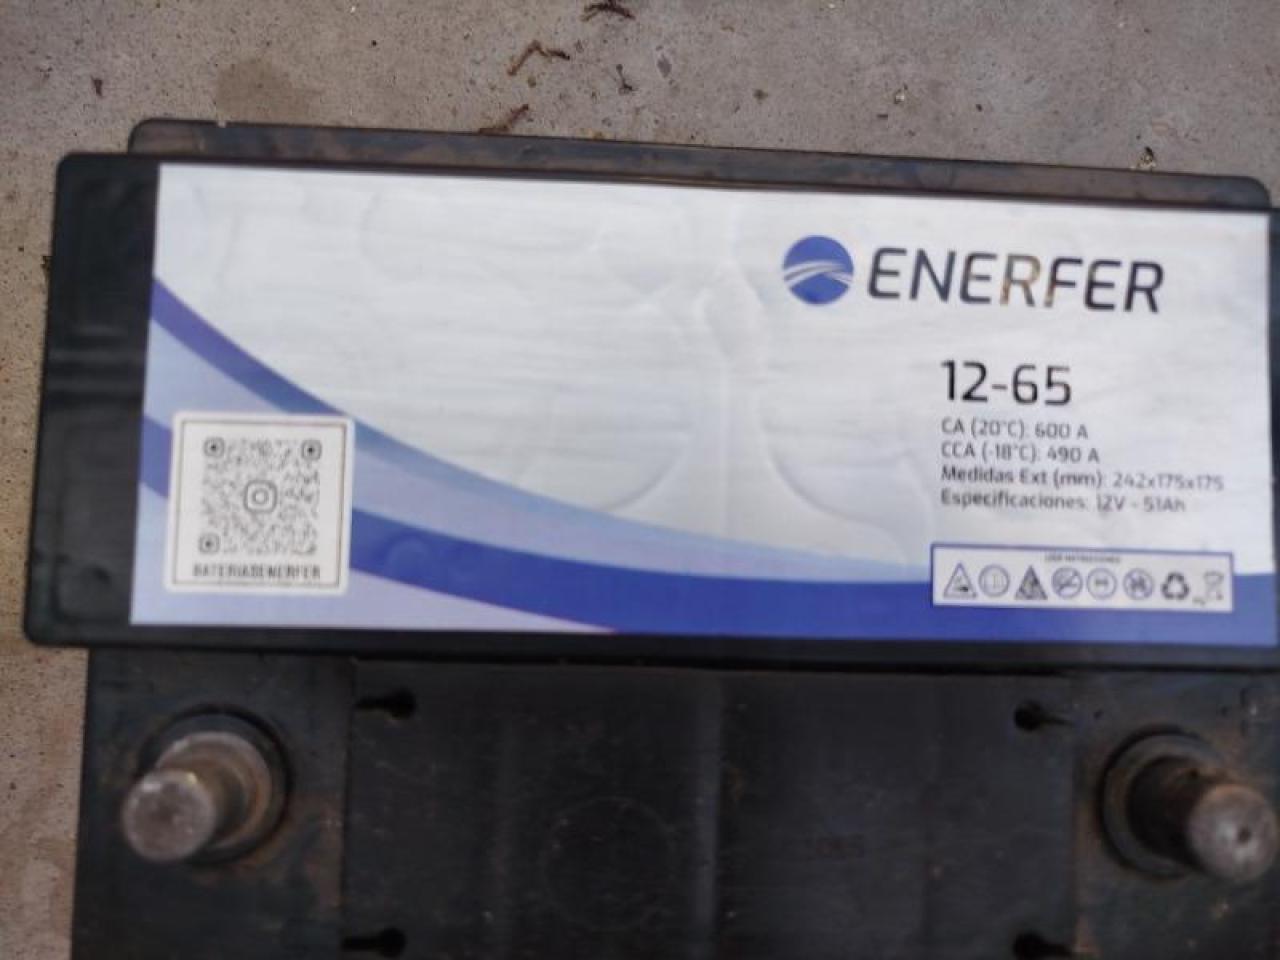 ENERFER
12-65
CA (20°C): 600 A
CCA (-18°C): 490 A
Medidas Ext (mm): 242x175x175
Especificaciones: 12V - 51Ah
BATERIASENERFER